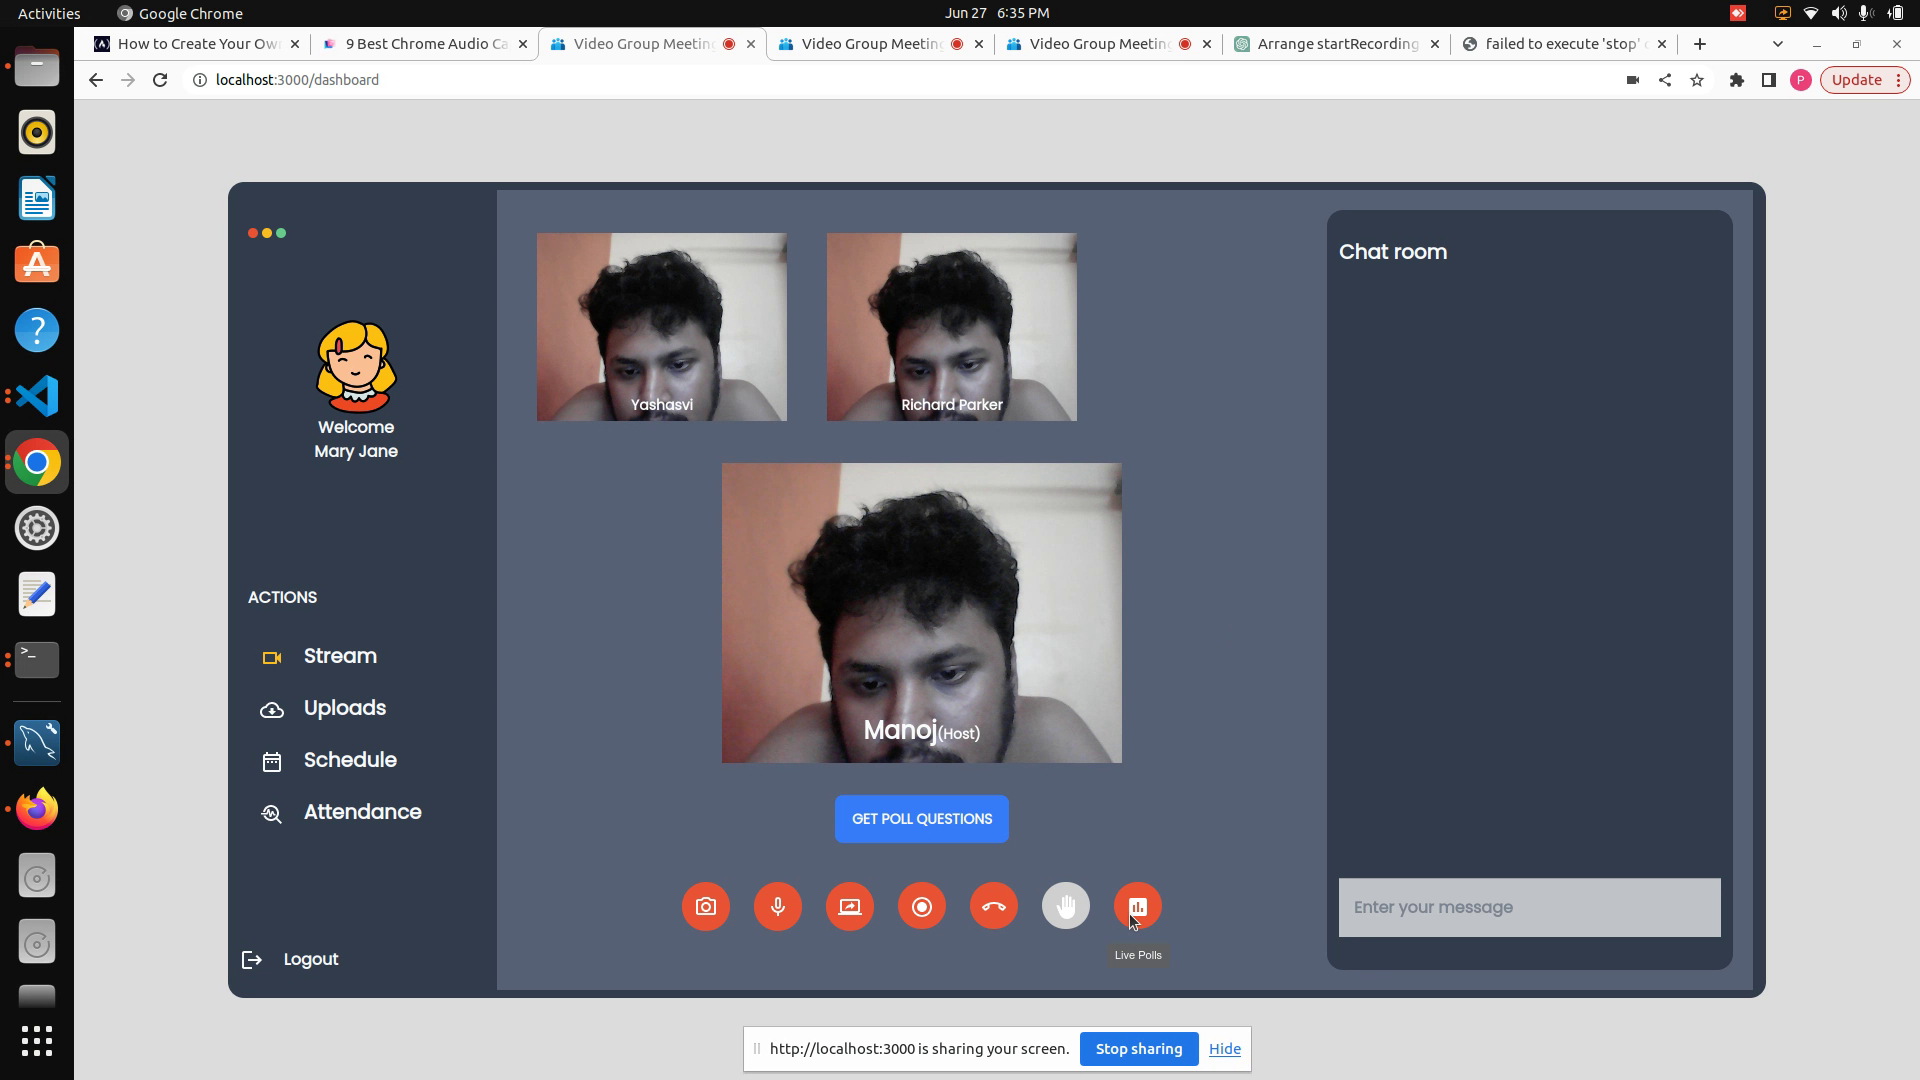 Activities
Google Chrome
Jun 27 6:35 PM
How to Create Your Ow
9 Best Chrome Audio Ca
Video Group Meetin
Video Group Meetin
Video Group Meetin
Arrange startRecording
failed to execute 'stop'
localhost:3000/dashboard
P
Update
Welcome
Mary Jane
ACTIONS
Stream
Uploads
Schedule
Attendance
Logout
Yashasvi
Richard Parker
Manoj(Host)
GET POLL QUESTIONS
Live Polls
Chat room
Enter your message
http://localhost:3000 is sharing your screen.
Stop sharing
Hide